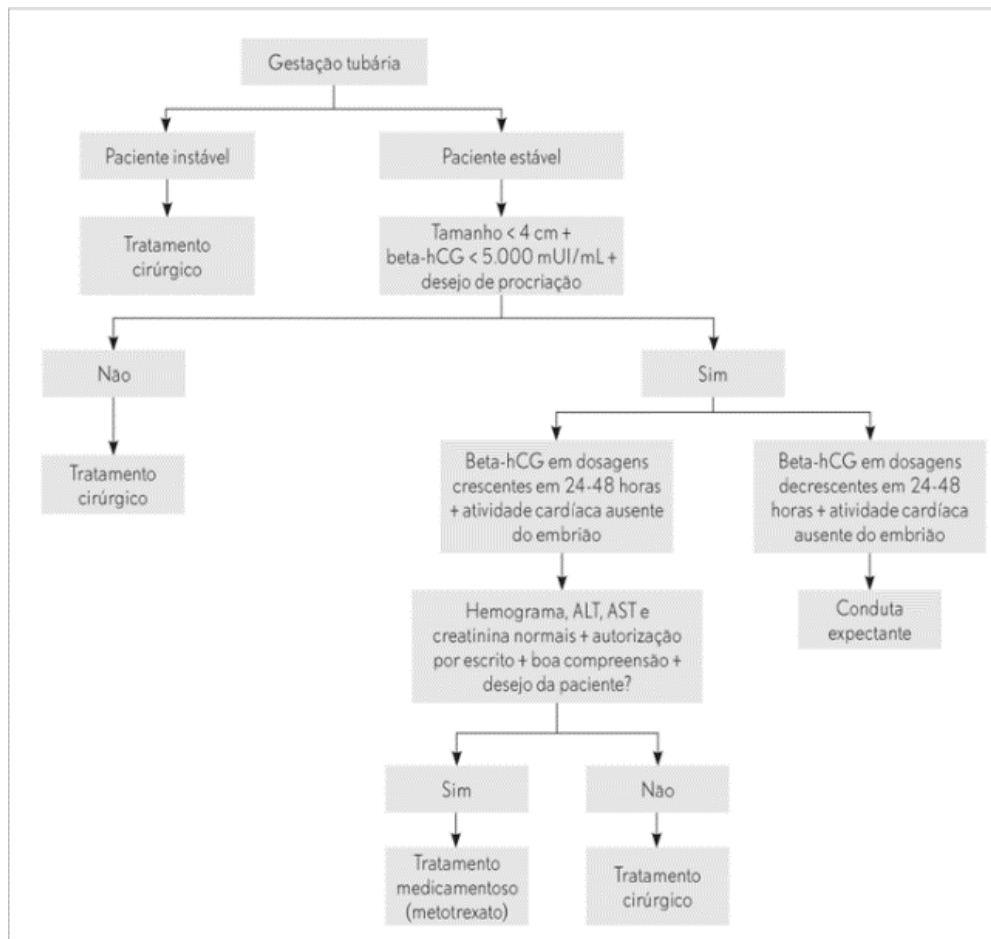 Gestação tubária
Paciente instável
Paciente estável
Tratamento
cirúrgico
Tamanho < 4 cm +
beta-hCG < 5.000 mUI/mL +
desejo de procriação
Não
Sim
Tratamento
cirúrgico
Beta-hCG em dosagens
crescentes em 24-48 horas
+ atividade cardíaca ausente
do embrião
Beta-hCG em dosagens
decrescentes em 24-48
horas + atividade cardíaca
ausente do embrião
Hemograma, ALT, AST e
creatinina normais + autorização
por escrito + boa compreensão +
desejo da paciente?
Conduta
expectante
Sim
Não
Tratamento
medicamentoso
(metotrexato)
Tratamento
cirúrgico